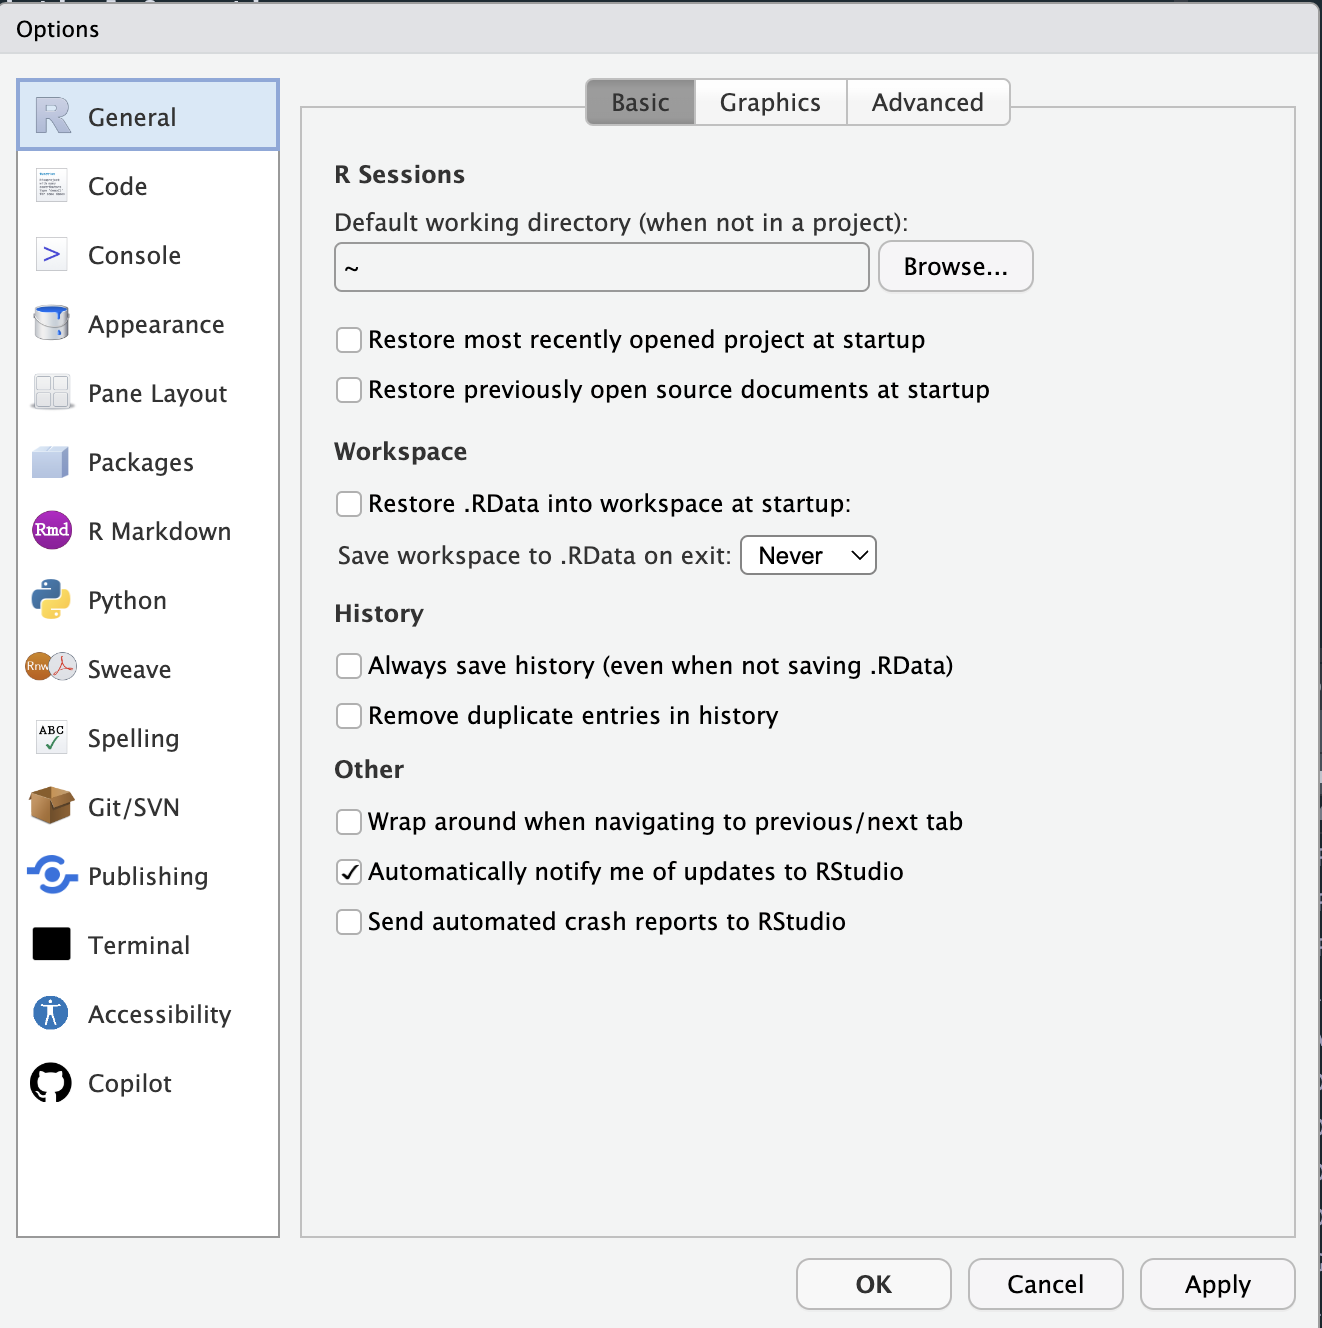 Options
General
Code
Console
Appearance
Pane Layout
Packages
Rmd R Markdown
Python
Rnw Sweave
ABC Spelling
Git/SVN
Publishing
Terminal
Accessibility
Copilot
Basic Graphics Advanced
R Sessions
Default working directory (when not in a project):
~ Browse...
Restore most recently opened project at startup
Restore previously open source documents at startup
Workspace
Restore .RData into workspace at startup:
Save workspace to .RData on exit: Never
History
Always save history (even when not saving .RData)
Remove duplicate entries in history
Other
Wrap around when navigating to previous/next tab
Automatically notify me of updates to RStudio
Send automated crash reports to RStudio
OK Cancel Apply